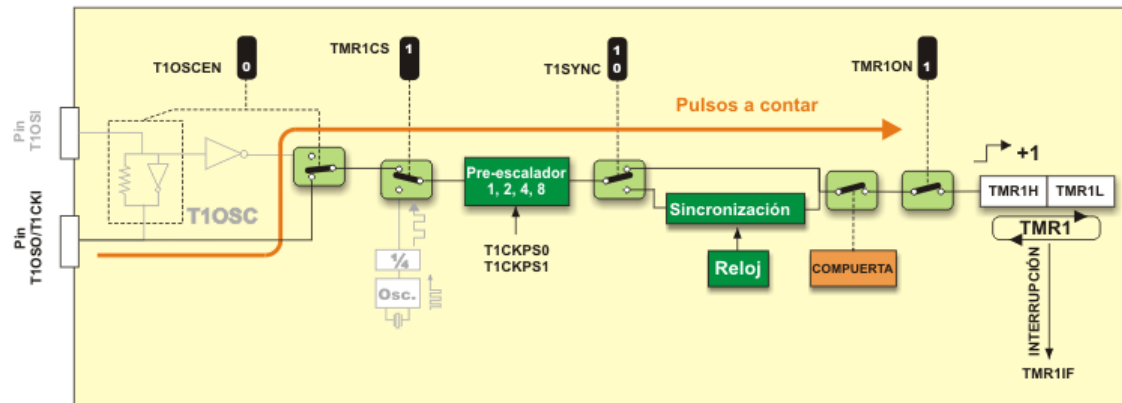 T1OSCEN
0
TMR1CS
1
T1SYNC
1
0
TMR1ON
1
Pulsos a contar
Pin
T1OSI
T1OSC
Pin
T1OSO/T1CKI
Pre-escalador
1, 2, 4, 8
T1CKPS0
T1CKPS1
¼
Osc.
Sincronización
Reloj
COMPUERTA
+1
TMR1H
TMR1L
TMR1
INTERRUPCIÓN
TMR1IF